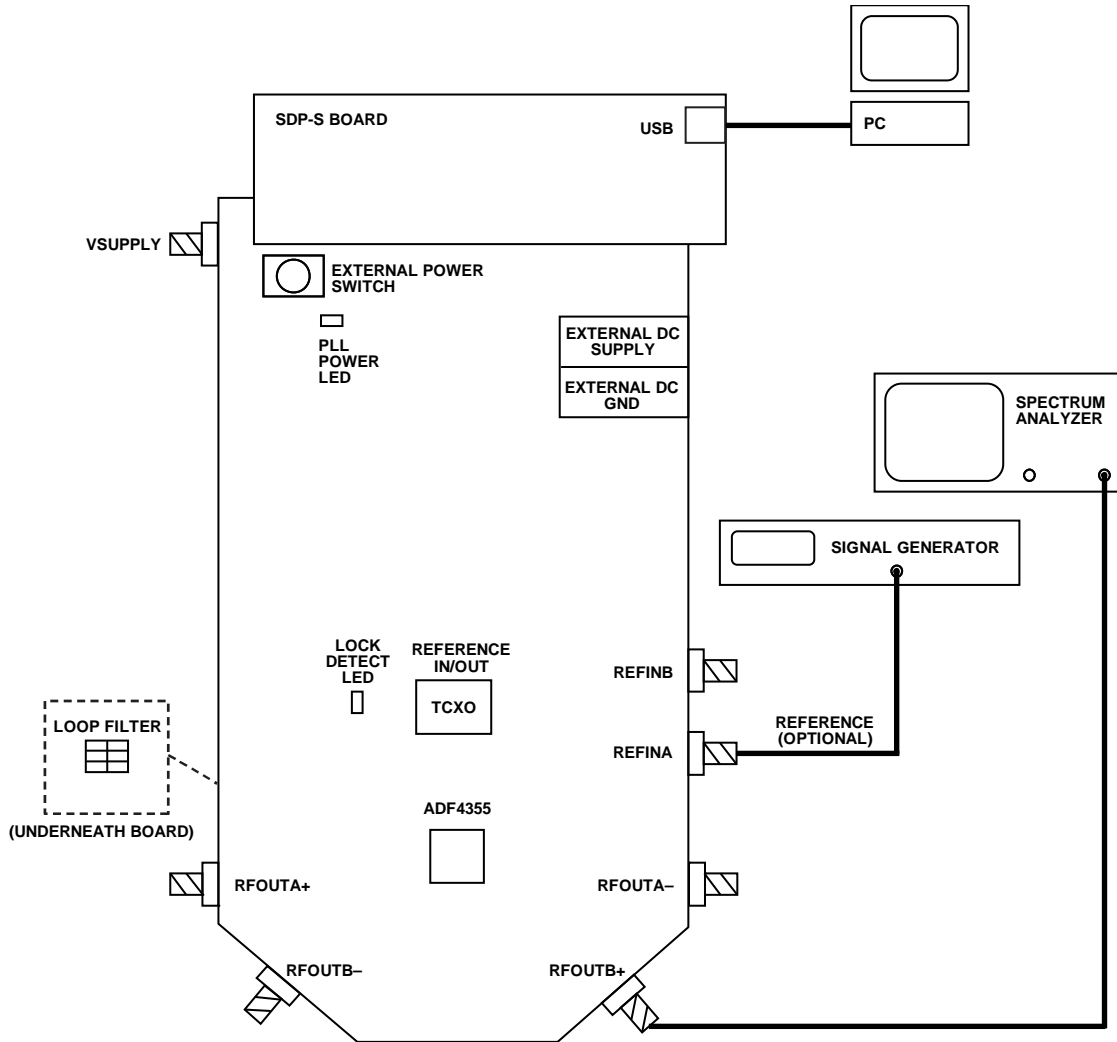 SDP-S BOARD
USB
PC
VSUPPLY
EXTERNAL POWER
SWITCH
PLL
POWER
LED
EXTERNAL DC
SUPPLY
EXTERNAL DC
GND
SPECTRUM
ANALYZER
SIGNAL GENERATOR
LOCK
DETECT
LED
REFERENCE
IN/OUT
TCXO
REFINB
REFINA
REFERENCE
(OPTIONAL)
LOOP FILTER
(UNDERNEATH BOARD)
ADF4355
RFOUTA+
RFOUTA–
RFOUTB–
RFOUTB+